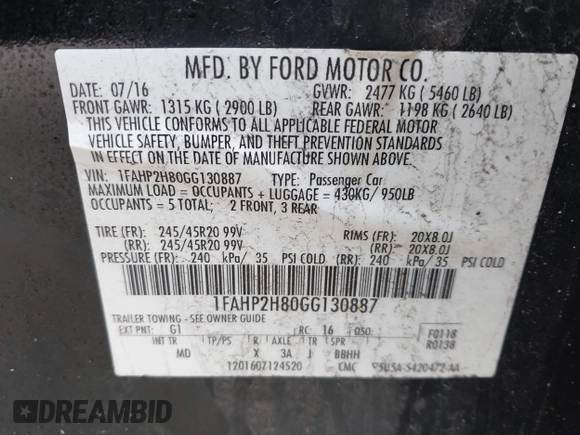 MFD. BY FORD MOTOR CO.
DATE: 07/16 GVWR: 2477 KG ( 5460 LB)
FRONT GAWR: 1315 KG ( 2900 LB) REAR GAWR: 1198 KG ( 2640 LB)
THIS VEHICLE CONFORMS TO ALL APPLICABLE FEDERAL MOTOR
VEHICLE SAFETY, BUMPER, AND THEFT PREVENTION STANDARDS
IN EFFECT ON THE DATE OF MANUFACTURE SHOWN ABOVE.
VIN: 1FAHP2H80GG130887 TYPE: Passenger Car
MAXIMUM LOAD = OCCUPANTS + LUGGAGE = 430KG/ 950LB
OCCUPANTS = 5 TOTAL; 2 FRONT, 3 REAR
TIRE (FR): 245/45R20 99V RIMS (FR): 20X8.0J
TIRE (RR): 245/45R20 99V RIMS (RR): 20X8.0J
PRESSURE (FR): 240 kPa/ 35 PSI COLD (RR): 240 kPa/ 35 PSI COLD
1FAHP2H80GG130887
TRAILER TOWING - SEE OWNER GUIDE
EXT PNT: G1 RC: 16 DSO: F0118
INT TR TP/PS R TR SPR R0138
MD X 3A BBHH
1201607124520 CMC
autobidmaster